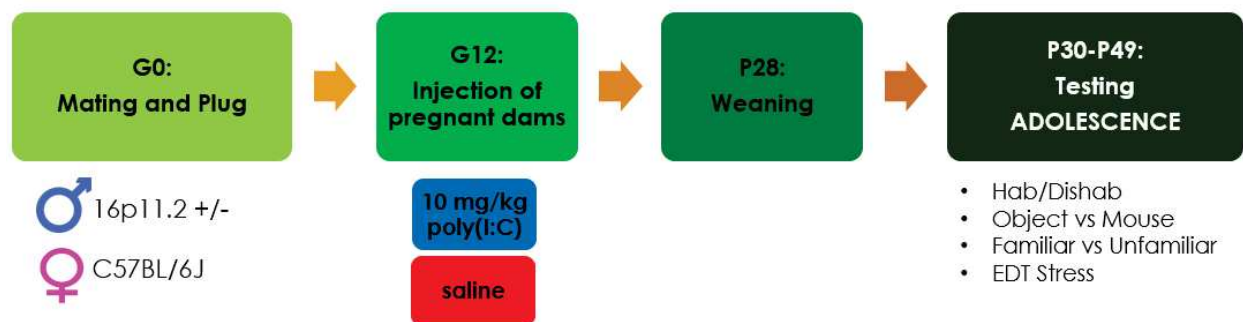 G0:
Mating and Plug
G12:
Injection of
pregnant dams
P28:
Weaning
P30-P49:
Testing
ADOLESCENCE
16p11.2 +/-
C57BL/6J
10 mg/kg
poly(I:C)
saline
• Hab/Dishab
• Object vs Mouse
• Familiar vs Unfamiliar
• EDT Stress